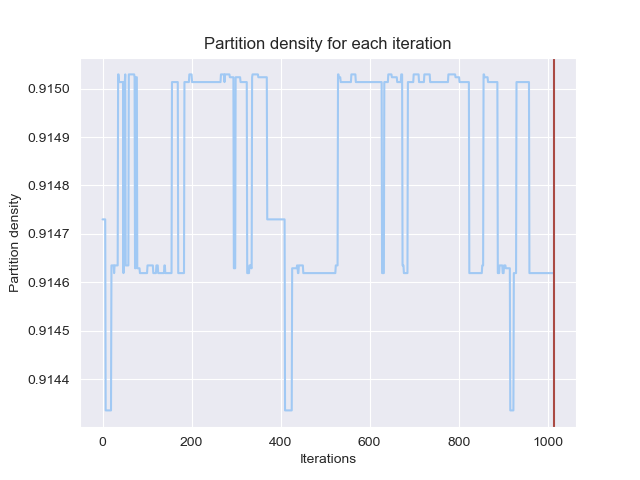 Partition density for each iteration
Partition density
0.9150
0.9149
0.9148
0.9147
0.9146
0.9145
0.9144
0 200 400 600 800 1000
Iterations